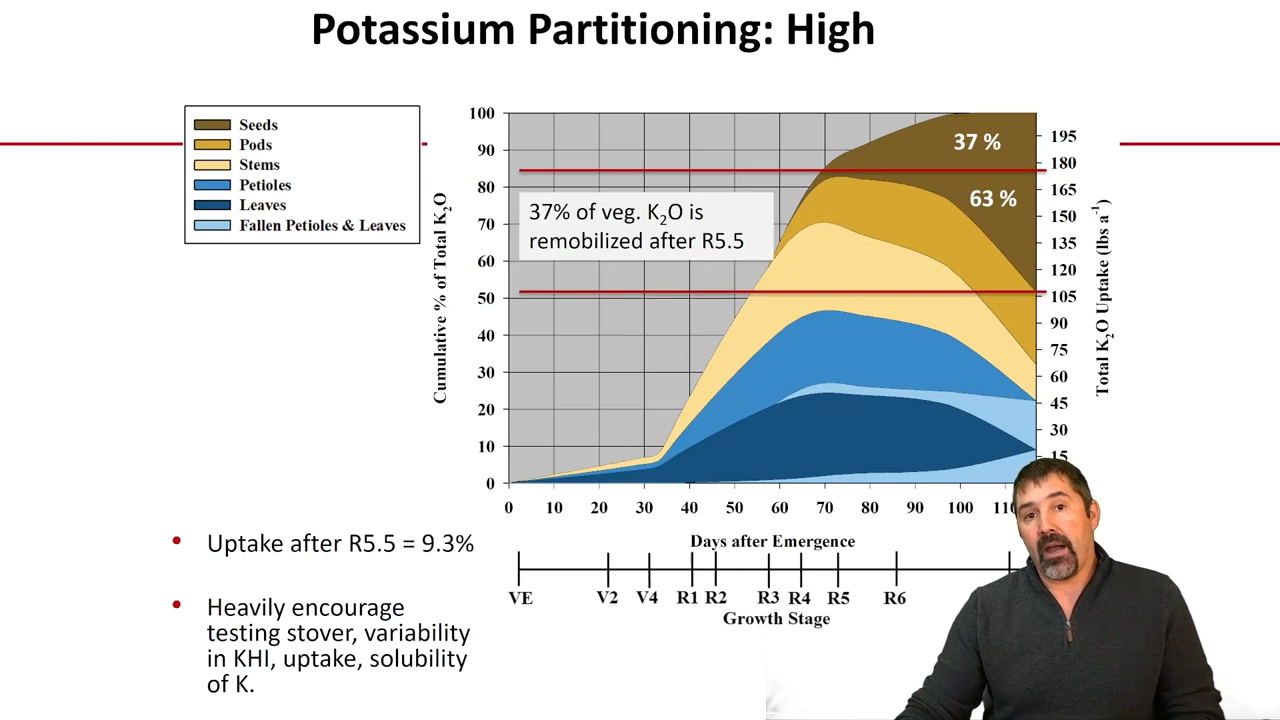 Potassium Partitioning: High
Seeds
Pods
Stems
Petioles
Leaves
Fallen Petioles & Leaves
Cumulative % of Total K₂O
100
90
80
70
60
50
40
30
20
10
0
37 %
63 %
37% of veg. K₂O is
remobilized after R5.5
195
180
165
150
135
120
105
90
75
60
45
30
15
Total K₂O Uptake (lbs a⁻¹)
0 10 20 30 40 50 60 70 80 90 100
Days after Emergence
VE V2 V4 R1 R2 R3 R4 R5 R6
Growth Stage
• Uptake after R5.5 = 9.3%
• Heavily encourage
testing stover, variability
in KHI, uptake, solubility
of K.